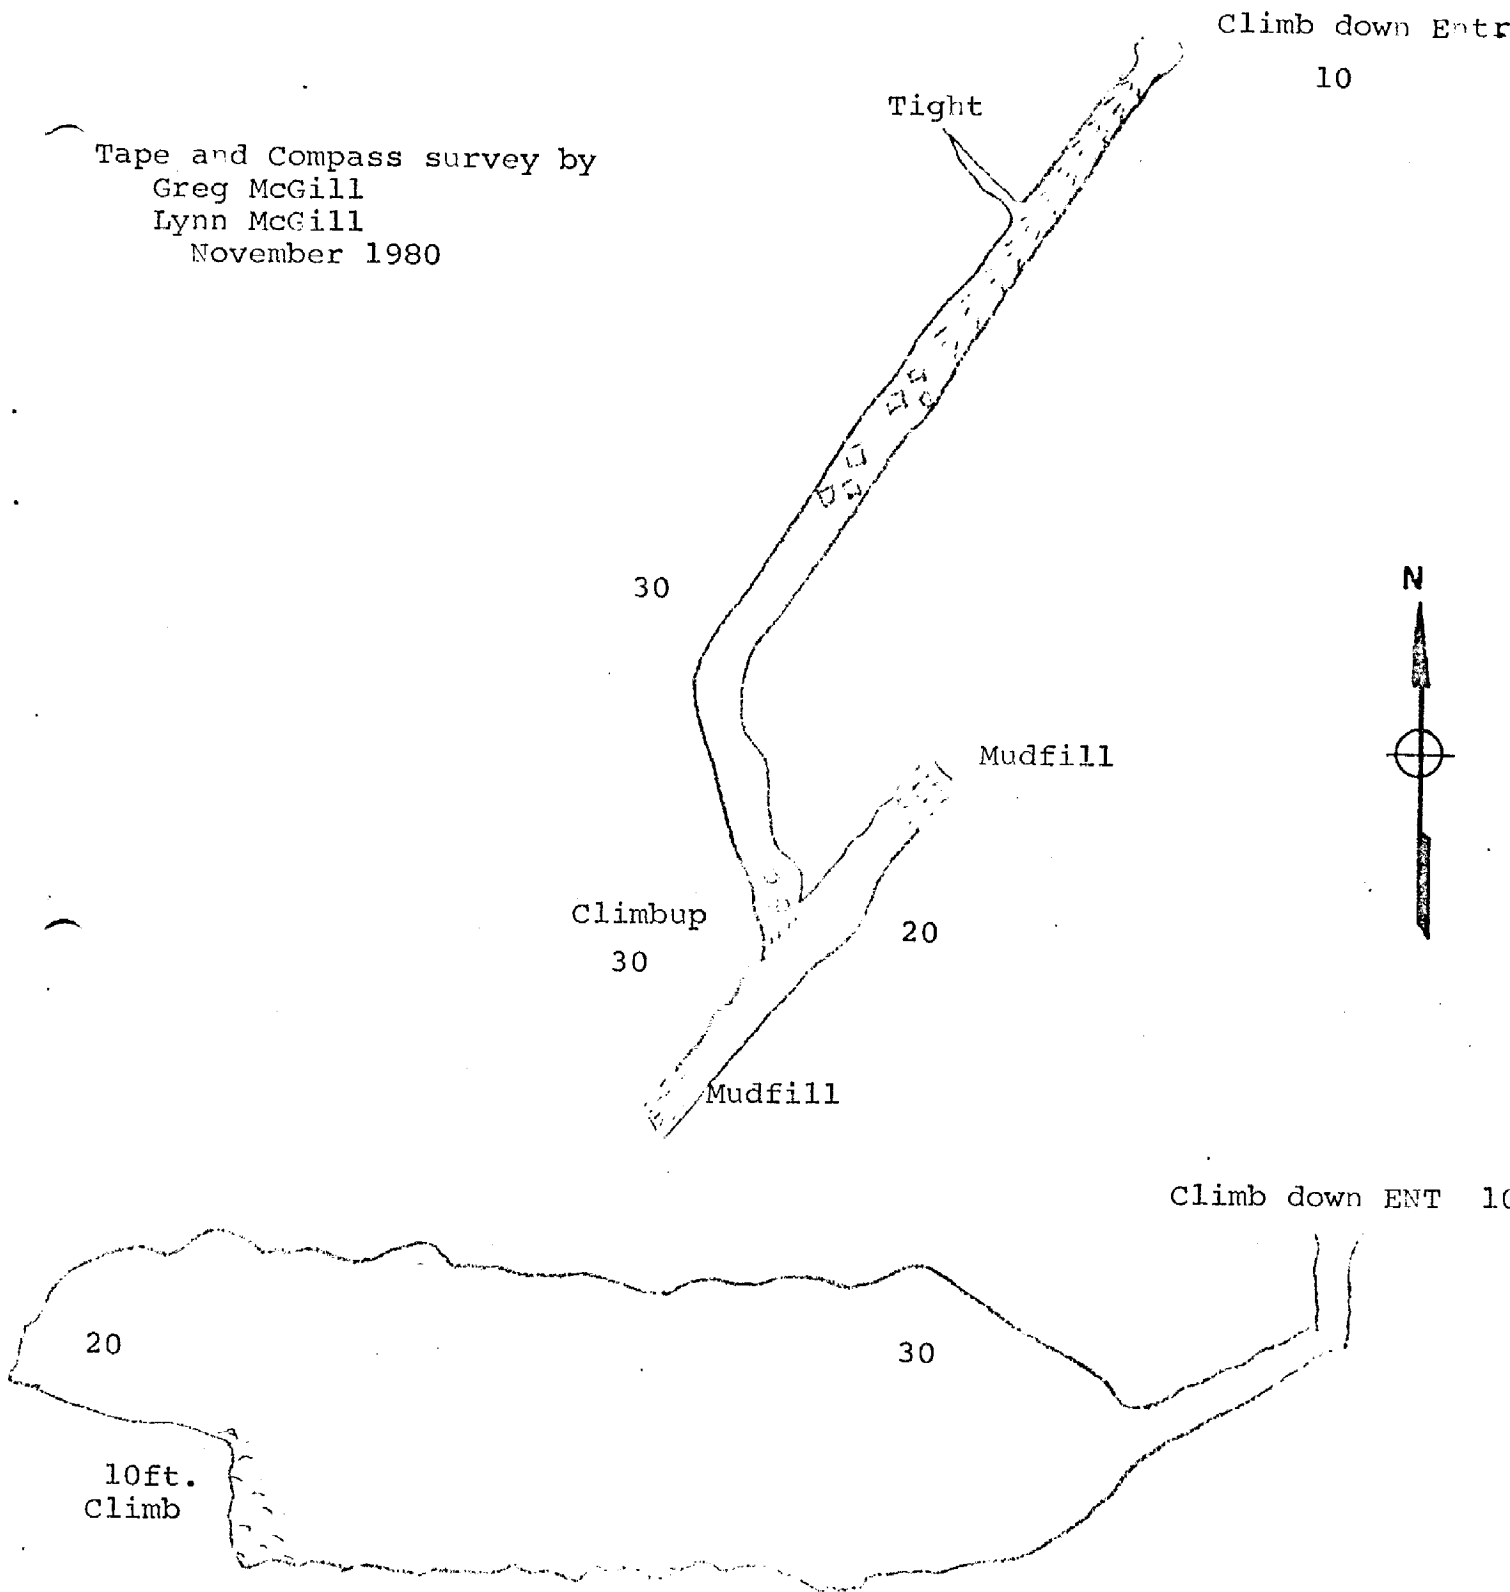 Climb down Entr
10
Tight
Tape and Compass survey by
Greg McGill
Lynn McGill
November 1980
30
N
Mudfill
Climbup
30
20
Mudfill
Climb down ENT 10
20
30
10ft.
Climb